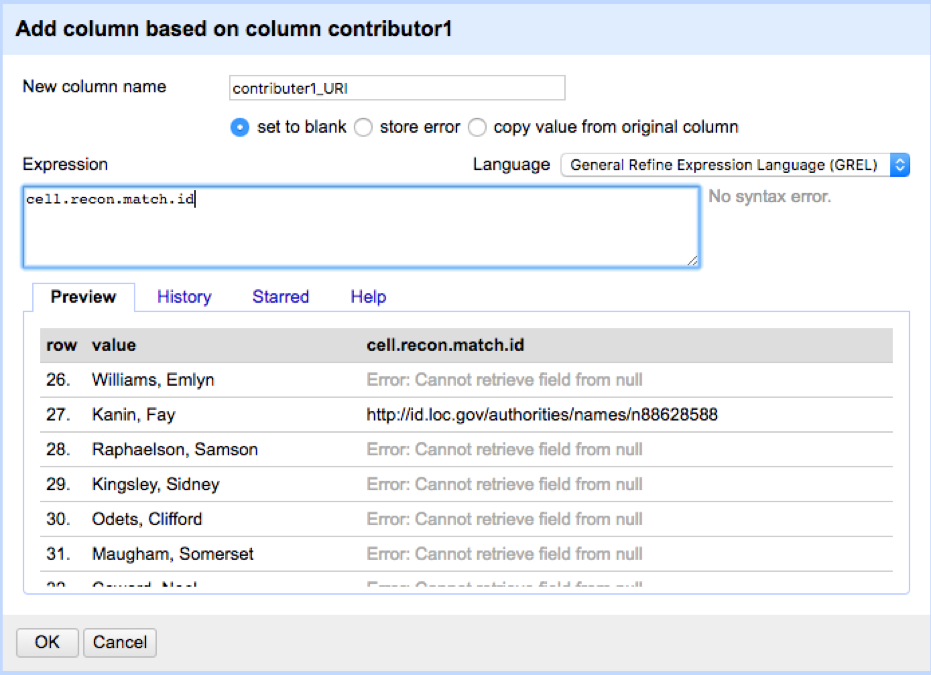 Add column based on column contributor1
New column name contributer1_URI
set to blank store error copy value from original column
Expression Language General Refine Expression Language (GREL)
cell.recon.match.id No syntax error.
Preview History Starred Help
row value cell.recon.match.id
26. Williams, Emlyn Error: Cannot retrieve field from null
27. Kanin, Fay http://id.loc.gov/authorities/names/n88628588
28. Raphaelson, Samson Error: Cannot retrieve field from null
29. Kingsley, Sidney Error: Cannot retrieve field from null
30. Odets, Clifford Error: Cannot retrieve field from null
31. Maugham, Somerset Error: Cannot retrieve field from null
OK Cancel